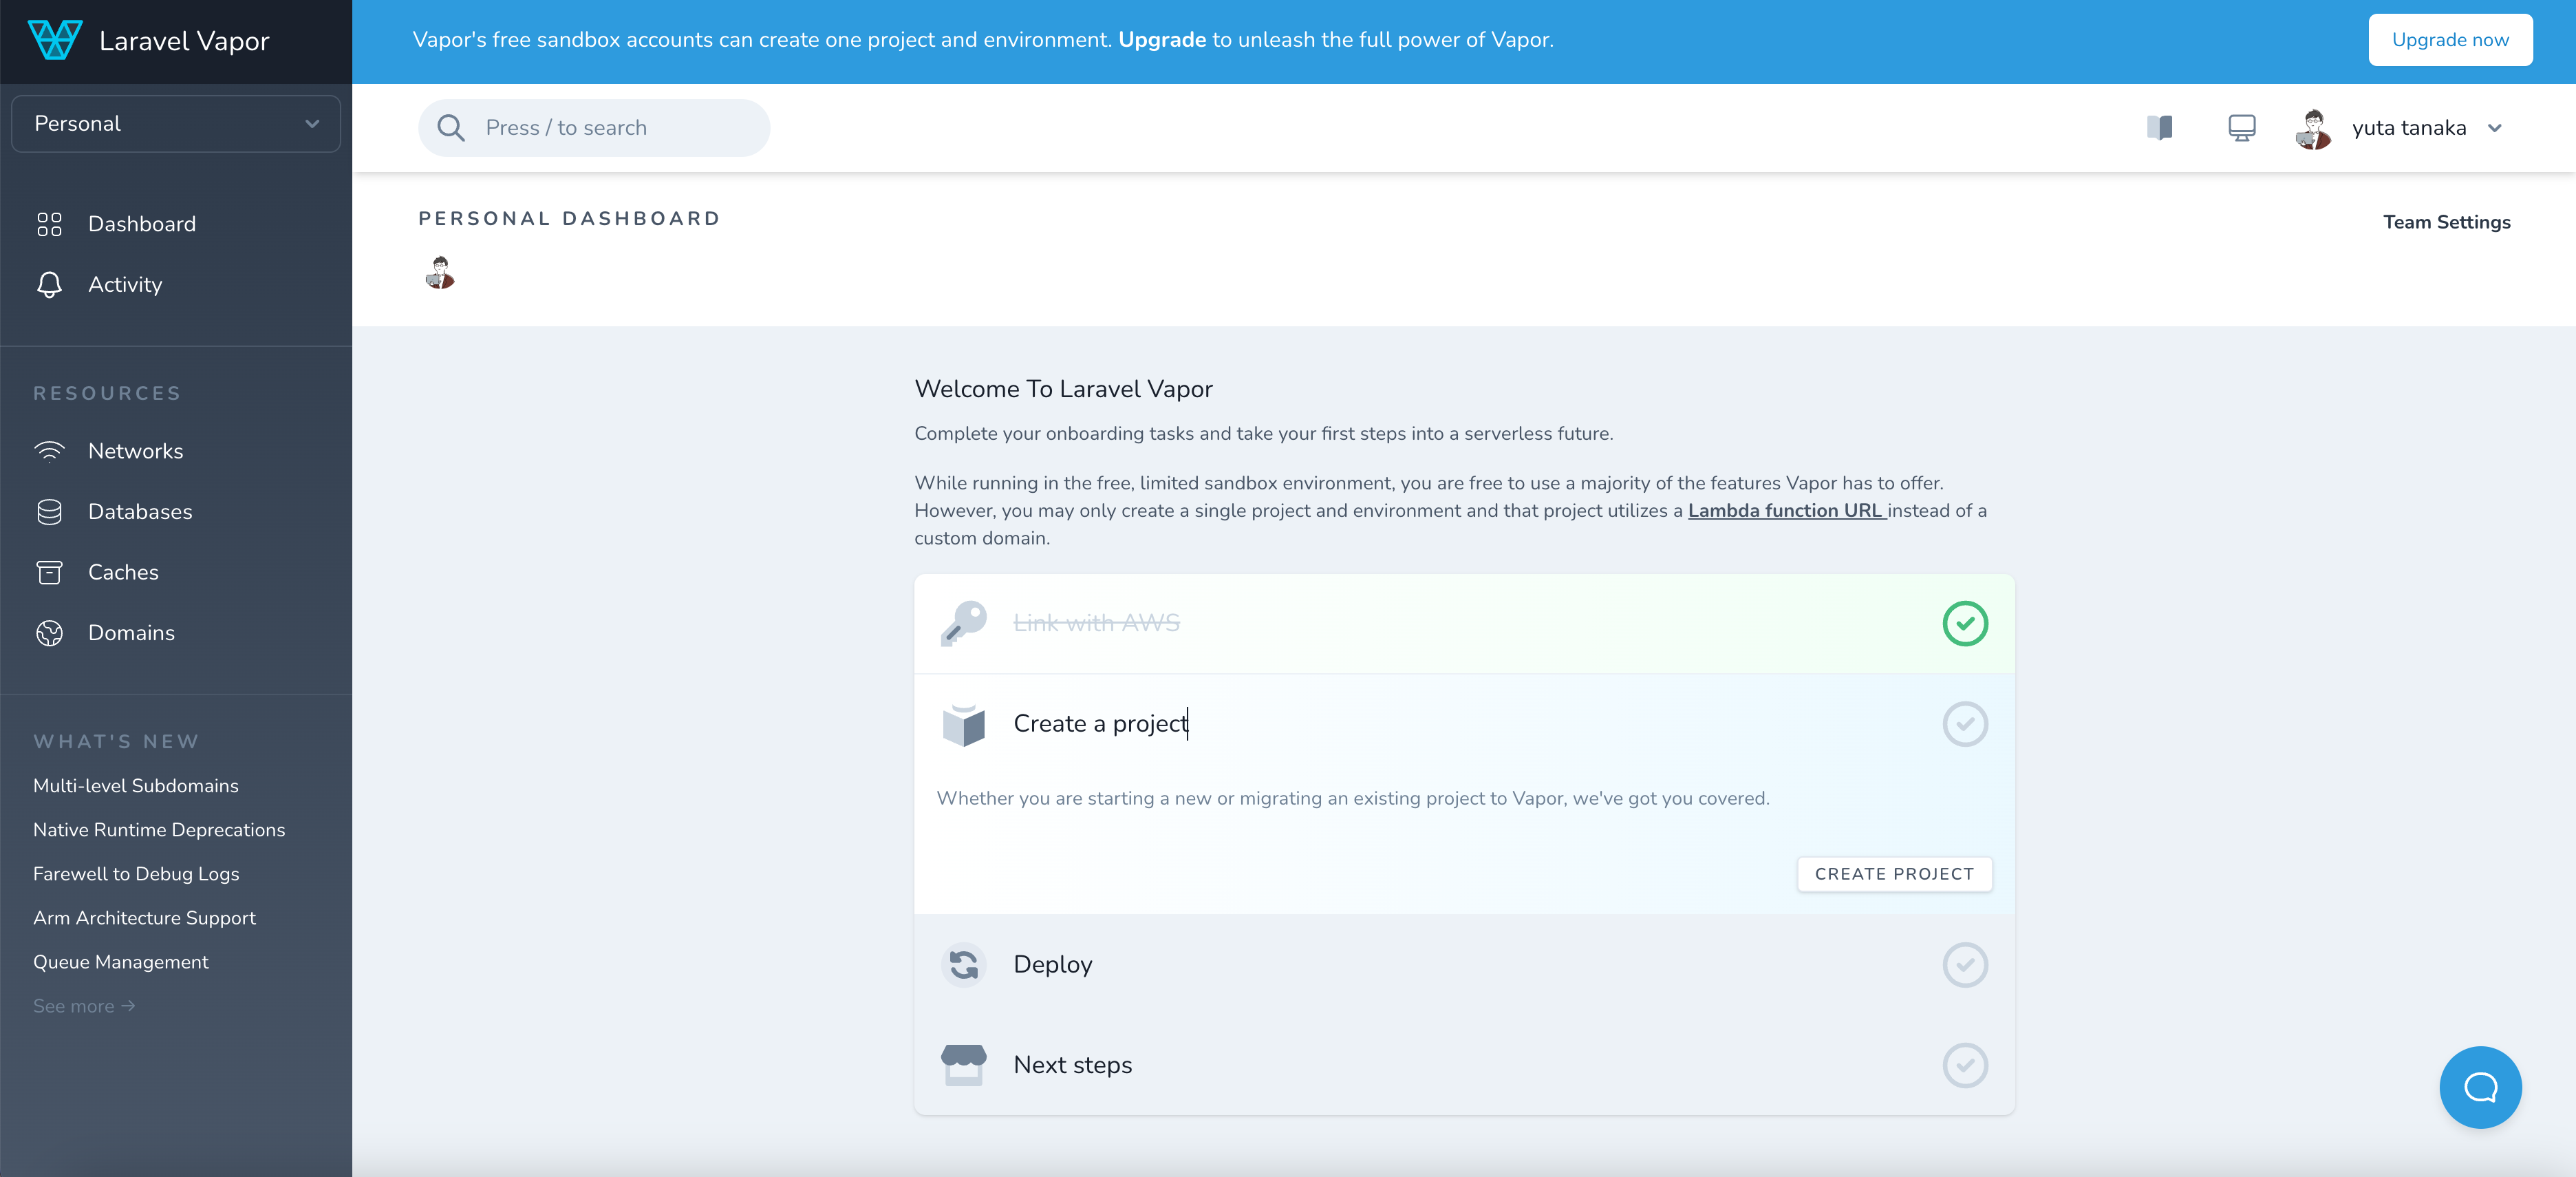 Laravel Vapor
Vapor's free sandbox accounts can create one project and environment. Upgrade to unleash the full power of Vapor.
Upgrade now
Personal
Press / to search
yuta tanaka
Dashboard
Activity
PERSONAL DASHBOARD
Team Settings
RESOURCES
Networks
Databases
Caches
Domains
WHAT'S NEW
Multi-level Subdomains
Native Runtime Deprecations
Farewell to Debug Logs
Arm Architecture Support
Queue Management
See more →
Welcome To Laravel Vapor
Complete your onboarding tasks and take your first steps into a serverless future.
While running in the free, limited sandbox environment, you are free to use a majority of the features Vapor has to offer.
However, you may only create a single project and environment and that project utilizes a Lambda function URL instead of a
custom domain.
Link with AWS
Create a project
Whether you are starting a new or migrating an existing project to Vapor, we've got you covered.
CREATE PROJECT
Deploy
Next steps